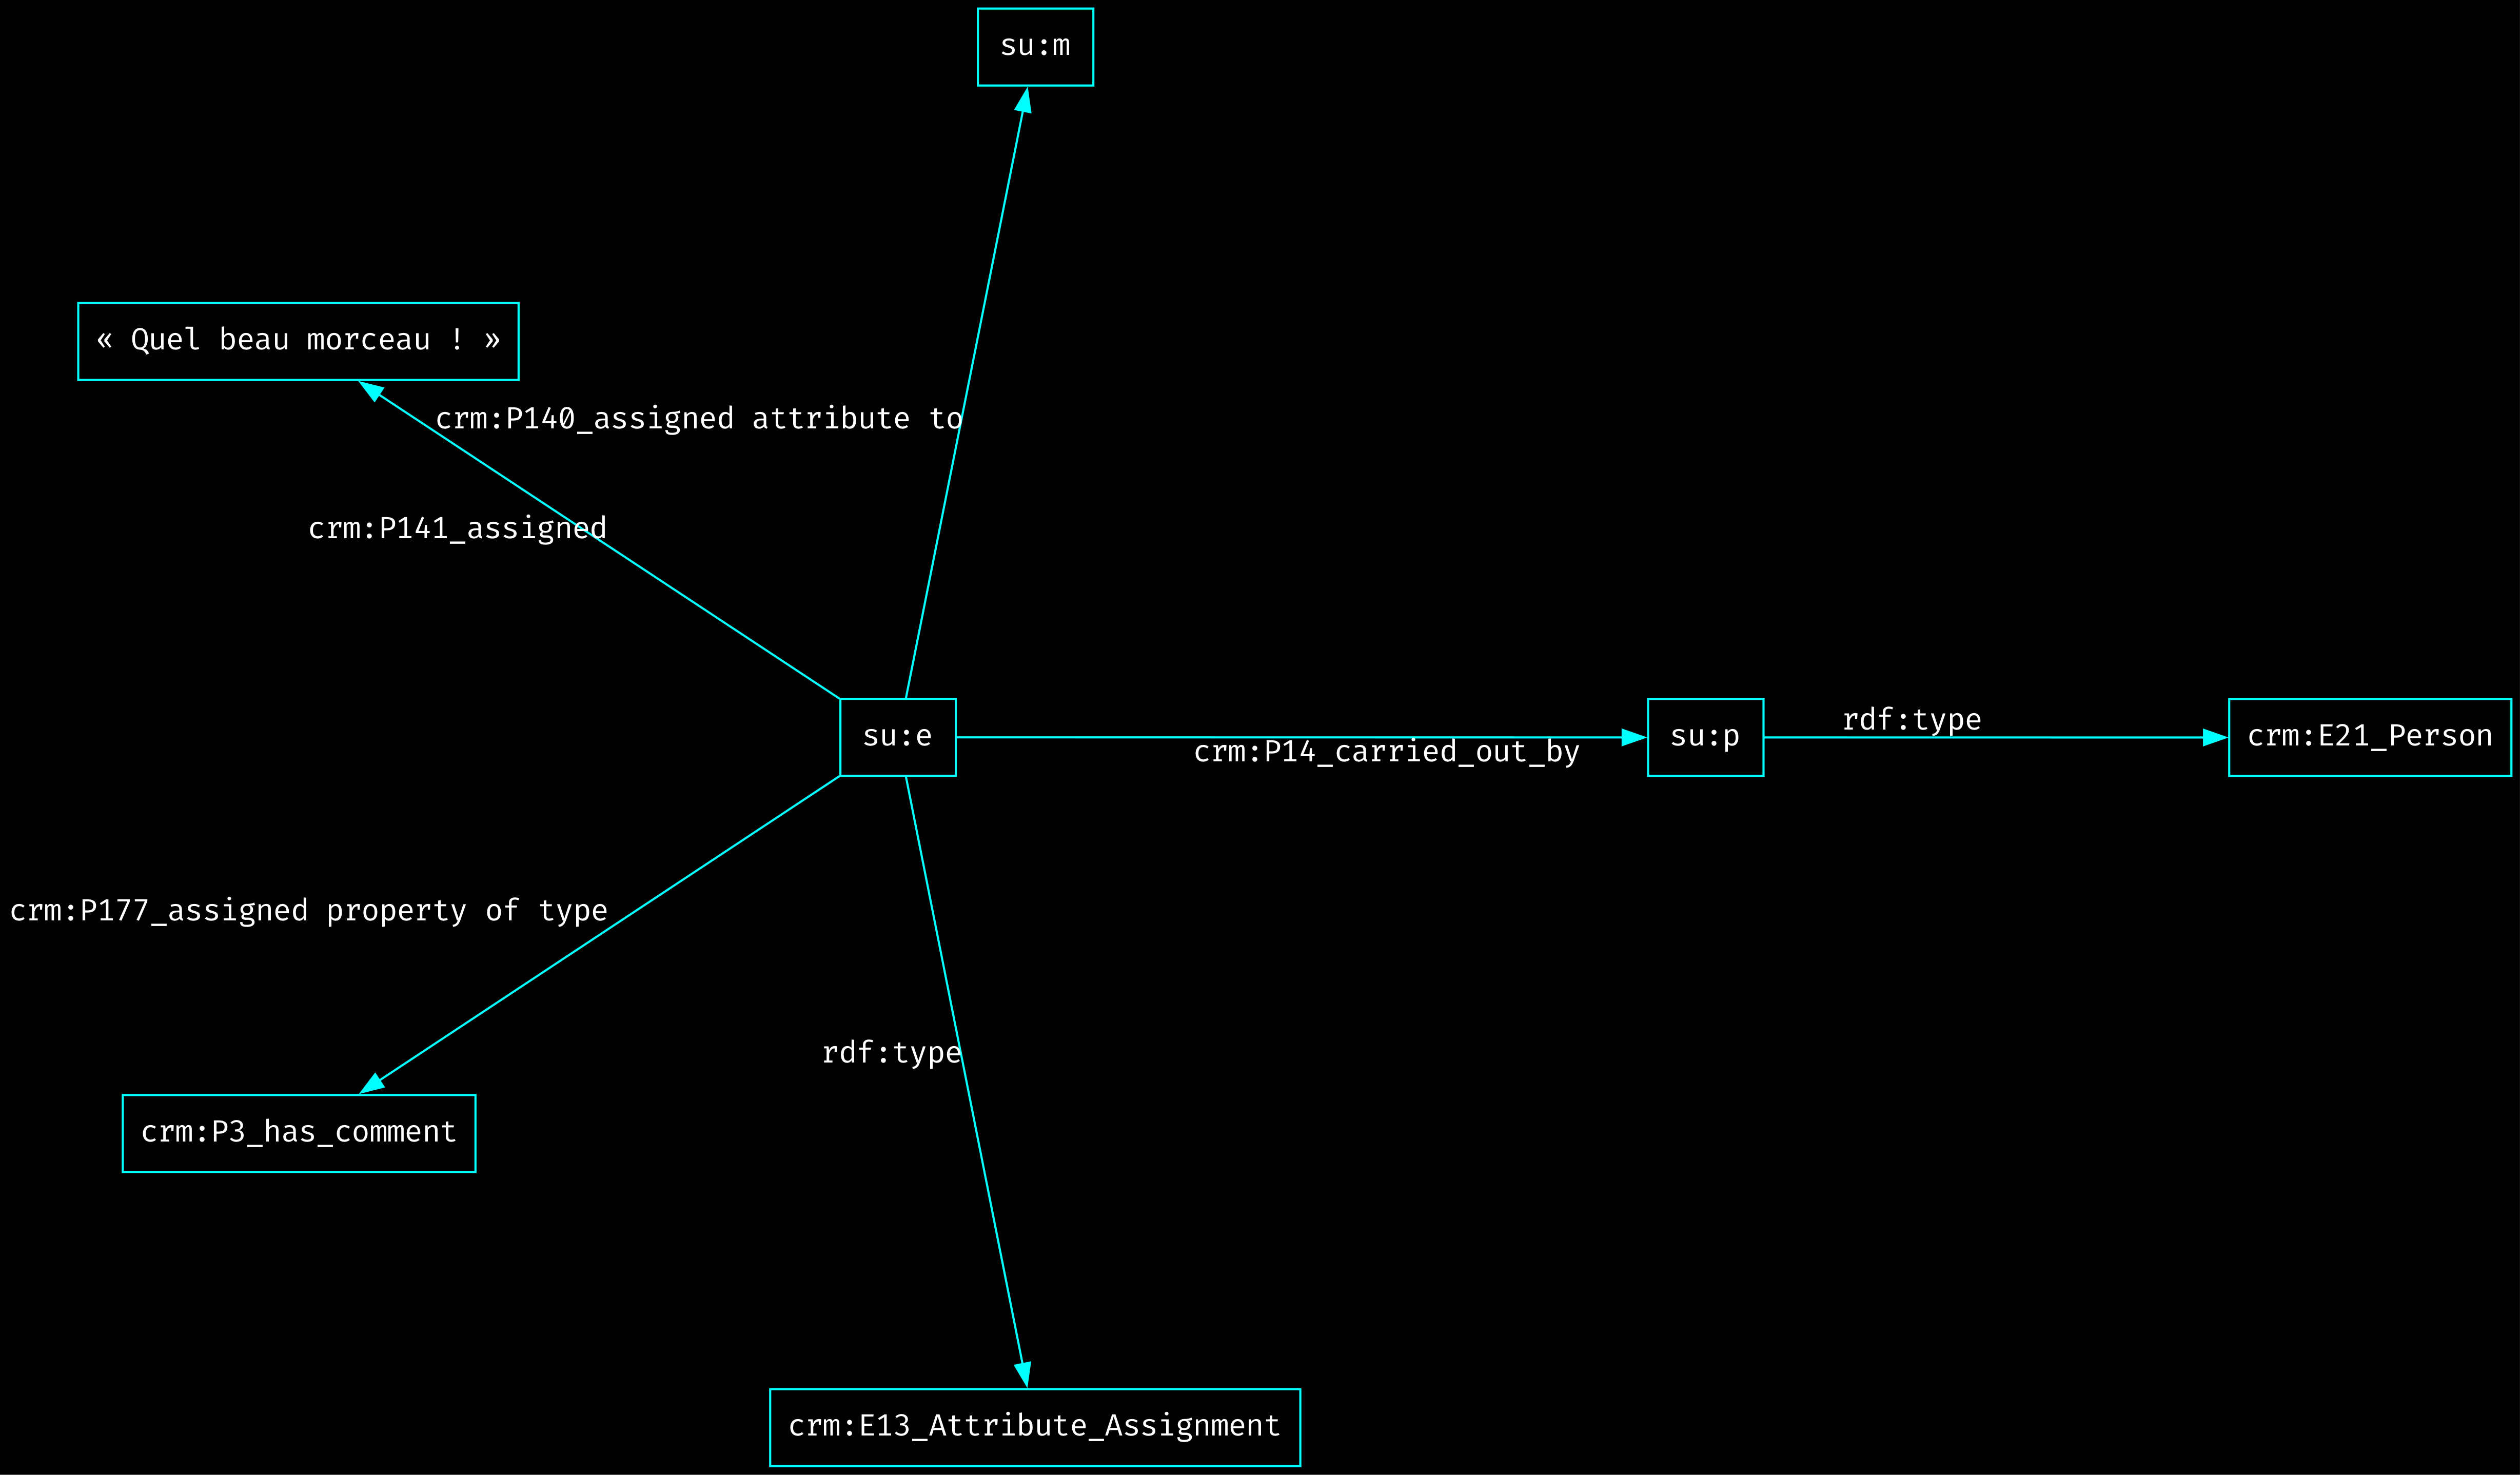 su:m
« Quel beau morceau ! »
crm:P140_assigned attribute to
crm:P141_assigned
su:e
crm:P14_carried_out_by
su:p
rdf:type
crm:E21_Person
crm:P177_assigned property of type
rdf:type
crm:P3_has_comment
crm:E13_Attribute_Assignment